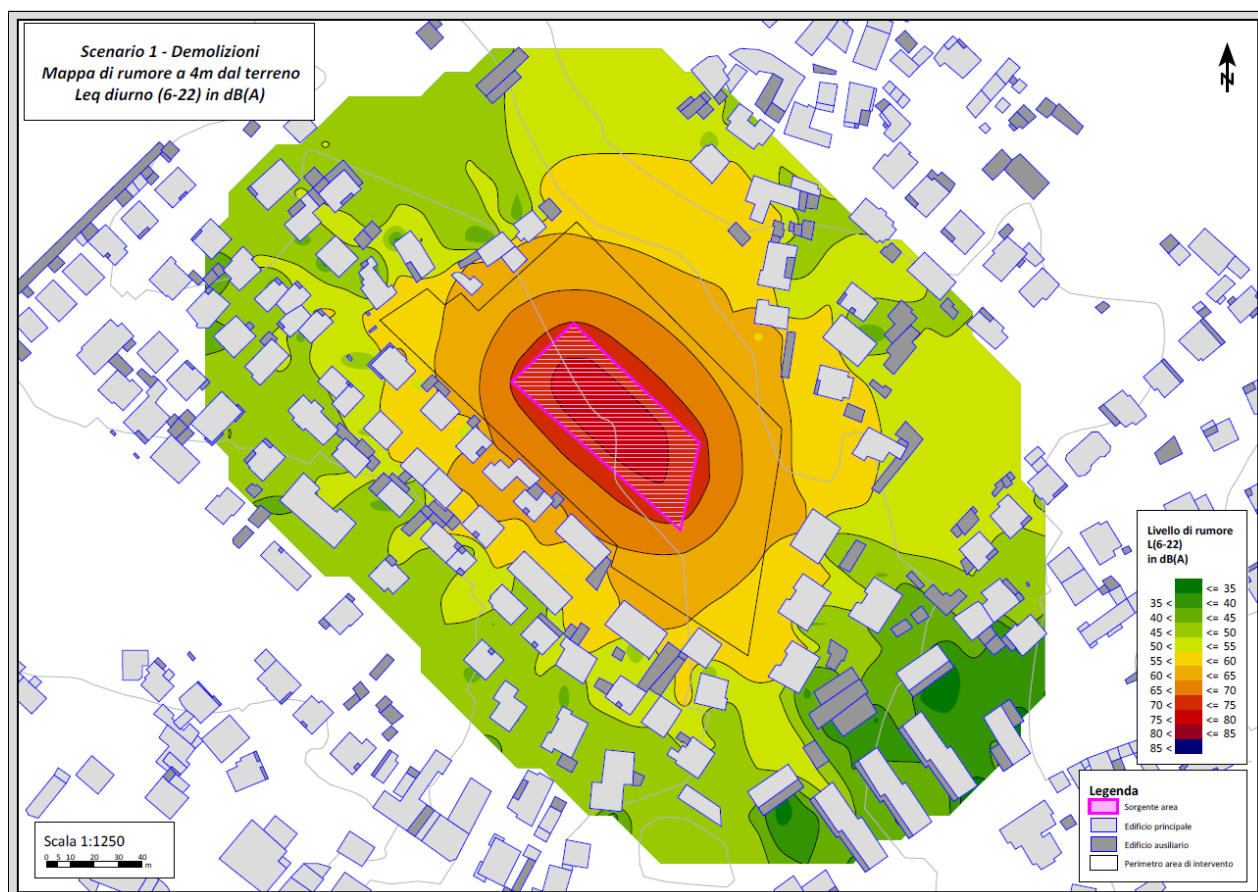 Scenario 1 - Demolizioni
Mappa di rumore a 4m dal terreno
Leq diurno (6-22) in dB(A)
N
Livello di rumore
L(6-22)
in dB(A)
<= 35
35 < <= 40
40 < <= 45
45 < <= 50
50 < <= 55
55 < <= 60
60 < <= 65
65 < <= 70
70 < <= 75
75 < <= 80
80 < <= 85
85 <
Legenda
Sorgente area
Edificio principale
Edificio ausiliario
Perimetro area di intervento
Scala 1:1250
0 5 10 20 30 40
m